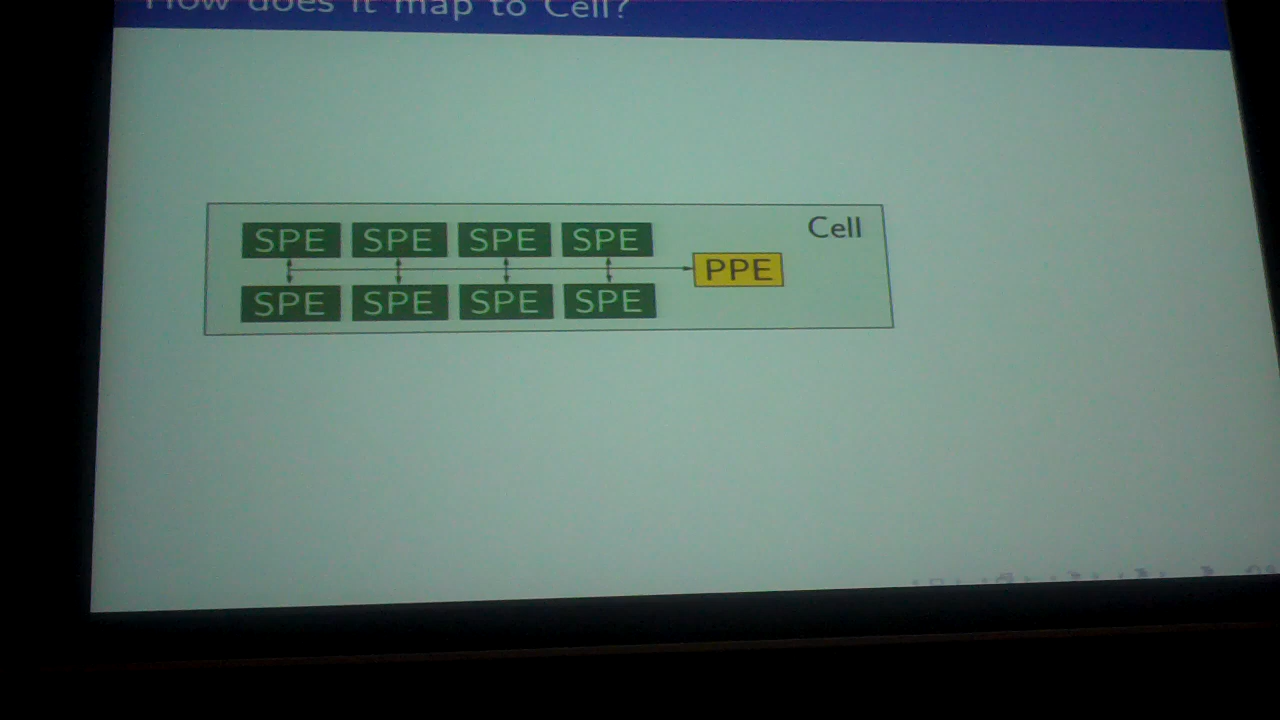 How does it map to Cell?
Cell
SPE SPE SPE SPE
PPE
SPE SPE SPE SPE